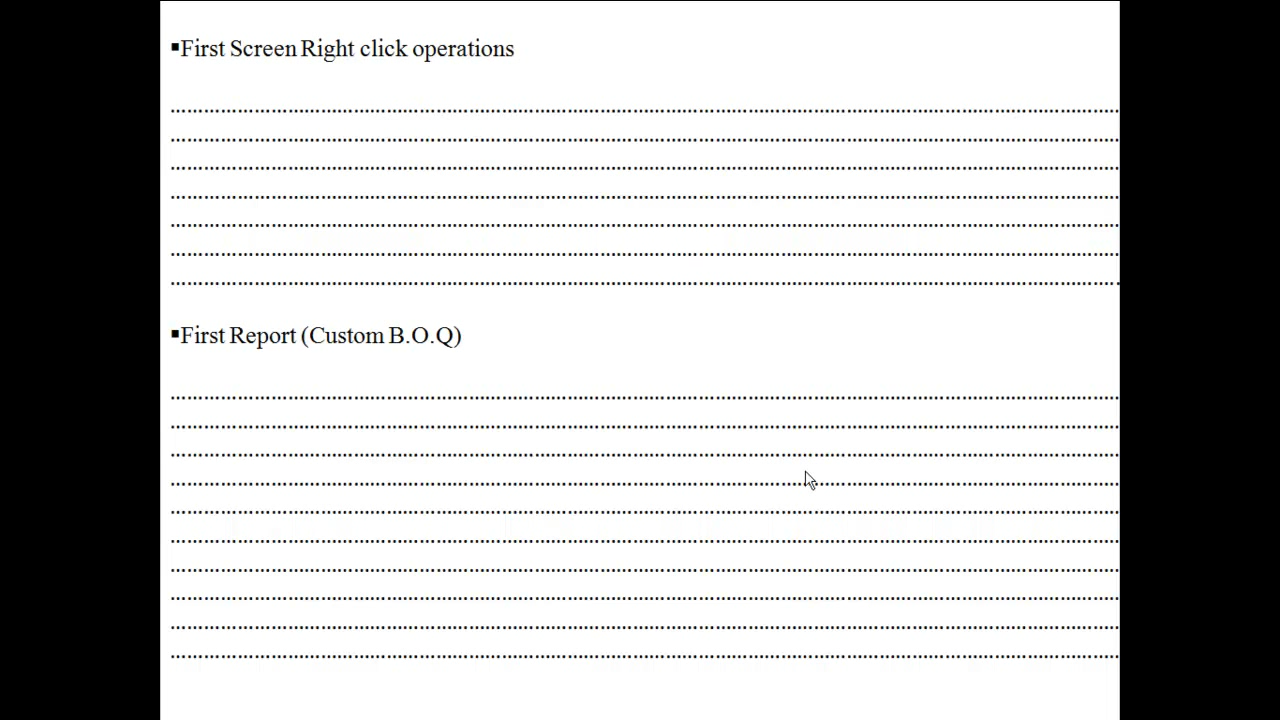 ▪First Screen Right click operations
▪First Report (Custom B.O.Q)